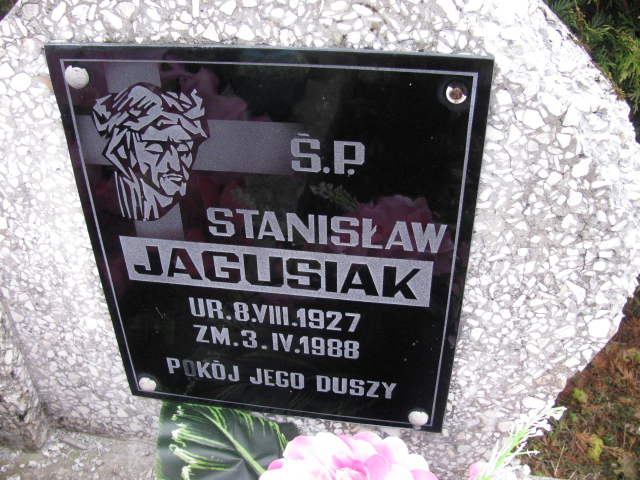 Ś.P.
STANISŁAW
JAGUSIAK
UR. 8.VIII.1927
ZM. 3.IV.1988
POKÓJ JEGO DUSZY